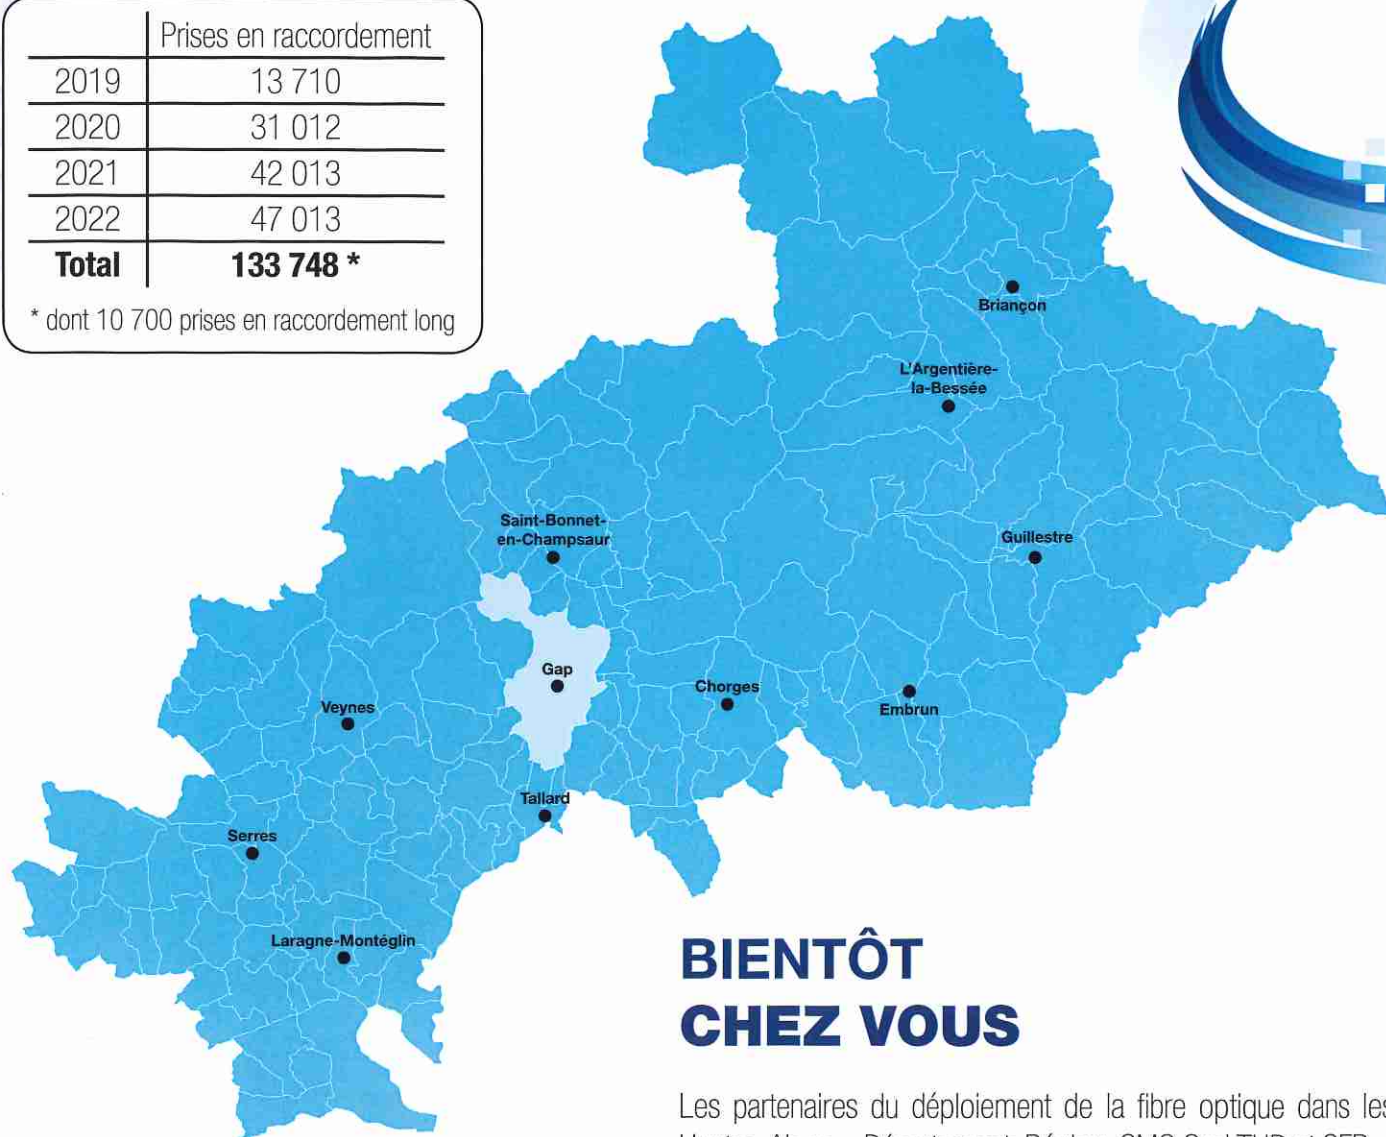 Prises en raccordement
2019 13 710
2020 31 012
2021 42 013
2022 47 013
Total 133 748 *
* dont 10 700 prises en raccordement long
Briançon
L'Argentière-
la-Bessée
Saint-Bonnet-
en-Champsaur
Guillestre
Gap
Chorges
Embrun
Veynes
Tallard
Serres
Laragne-Montéglin
BIENTÔT
CHEZ VOUS
Les partenaires du déploiement de la fibre optique dans les